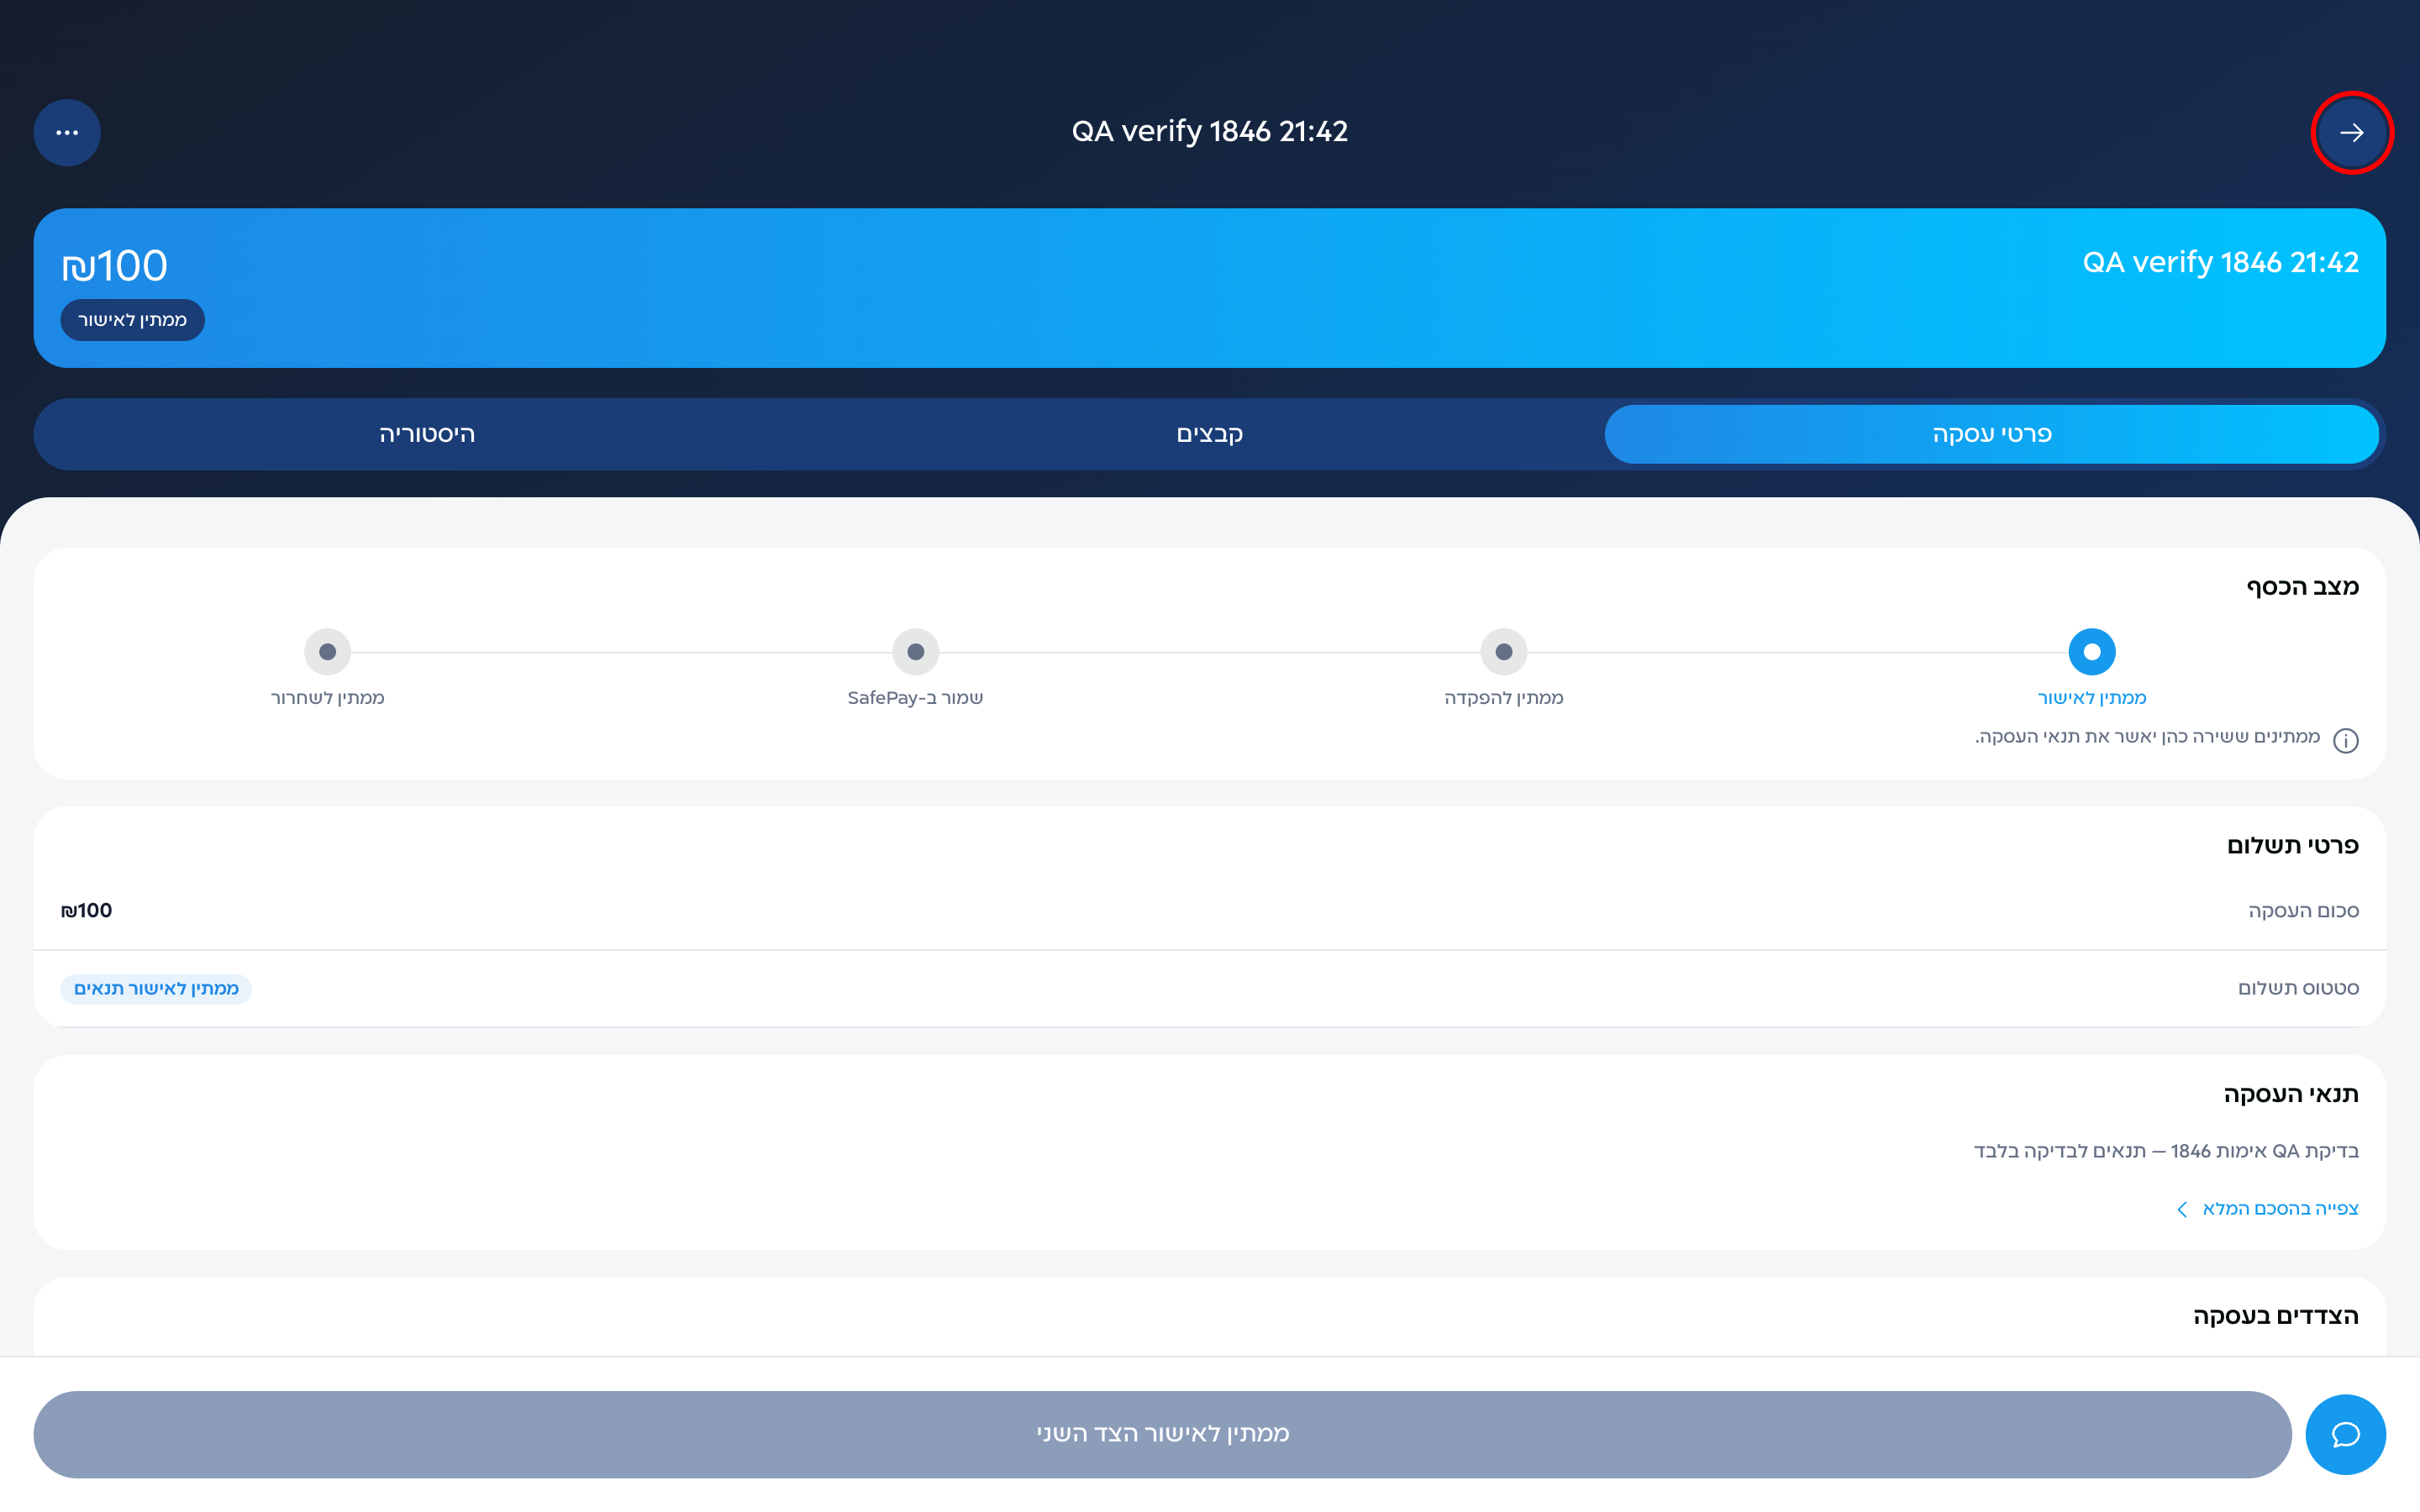 QA verify 1846 21:42
QA verify 1846 21:42
₪100
ממתין לאישור
פרטי עסקה
קבצים
היסטוריה
מצב הכסף
ממתין לאישור
ממתין להפקדה
שמור ב-SafePay
ממתין לשחרור
ממתינים ששירה כהן יאשר את תנאי העסקה.
פרטי תשלום
סכום העסקה
₪100
סטטוס תשלום
ממתין לאישור תנאים
תנאי העסקה
בדיקת QA אימות 1846 — תנאים לבדיקה בלבד
צפייה בהסכם המלא
הצדדים בעסקה
ממתין לאישור הצד השני